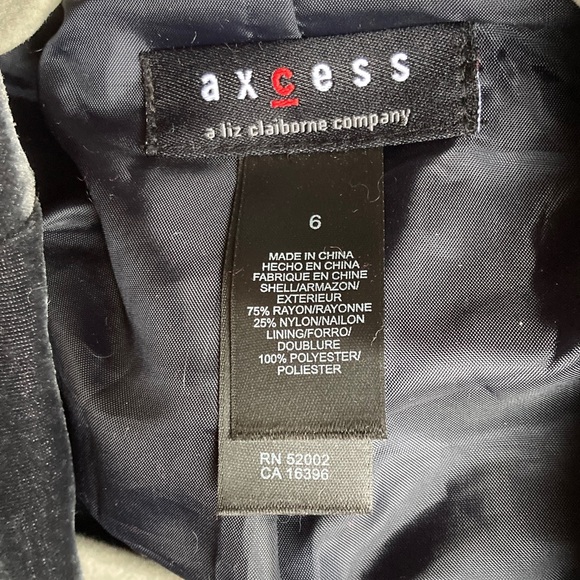 axcess
a liz claiborne company
6
MADE IN CHINA
HECHO EN CHINA
FABRIQUE EN CHINE
SHELL/ARMAZON/
EXTERIEUR
75% RAYON/RAYONNE
25% NYLON/NAILON
LINING/FORRO/
DOUBLURE
100% POLYESTER/
POLIESTER
RN 52002
CA 16396